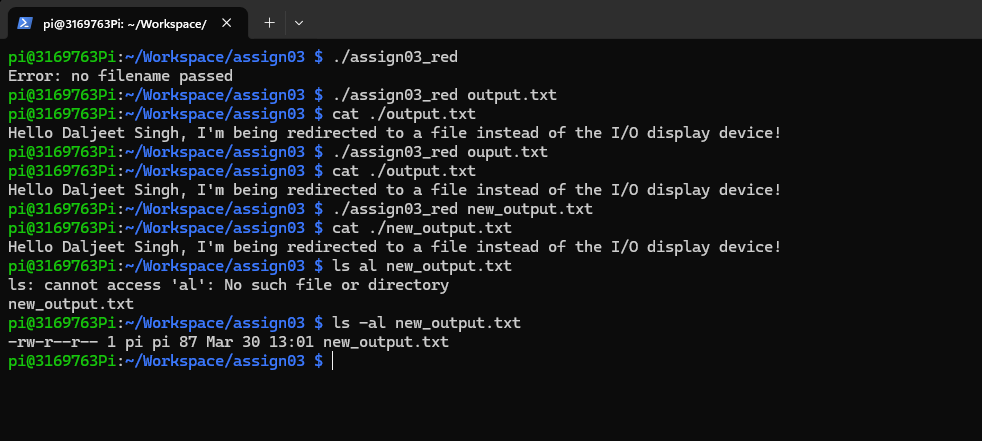 pi@3169763Pi: ~/Workspace/
pi@3169763Pi:~/Workspace/assign03 $ ./assign03_red
Error: no filename passed
pi@3169763Pi:~/Workspace/assign03 $ ./assign03_red output.txt
pi@3169763Pi:~/Workspace/assign03 $ cat ./output.txt
Hello Daljeet Singh, I'm being redirected to a file instead of the I/O display device!
pi@3169763Pi:~/Workspace/assign03 $ ./assign03_red ouput.txt
pi@3169763Pi:~/Workspace/assign03 $ cat ./output.txt
Hello Daljeet Singh, I'm being redirected to a file instead of the I/O display device!
pi@3169763Pi:~/Workspace/assign03 $ ./assign03_red new_output.txt
pi@3169763Pi:~/Workspace/assign03 $ cat ./new_output.txt
Hello Daljeet Singh, I'm being redirected to a file instead of the I/O display device!
pi@3169763Pi:~/Workspace/assign03 $ ls al new_output.txt
ls: cannot access 'al': No such file or directory
new_output.txt
pi@3169763Pi:~/Workspace/assign03 $ ls -al new_output.txt
-rw-r--r-- 1 pi pi 87 Mar 30 13:01 new_output.txt
pi@3169763Pi:~/Workspace/assign03 $